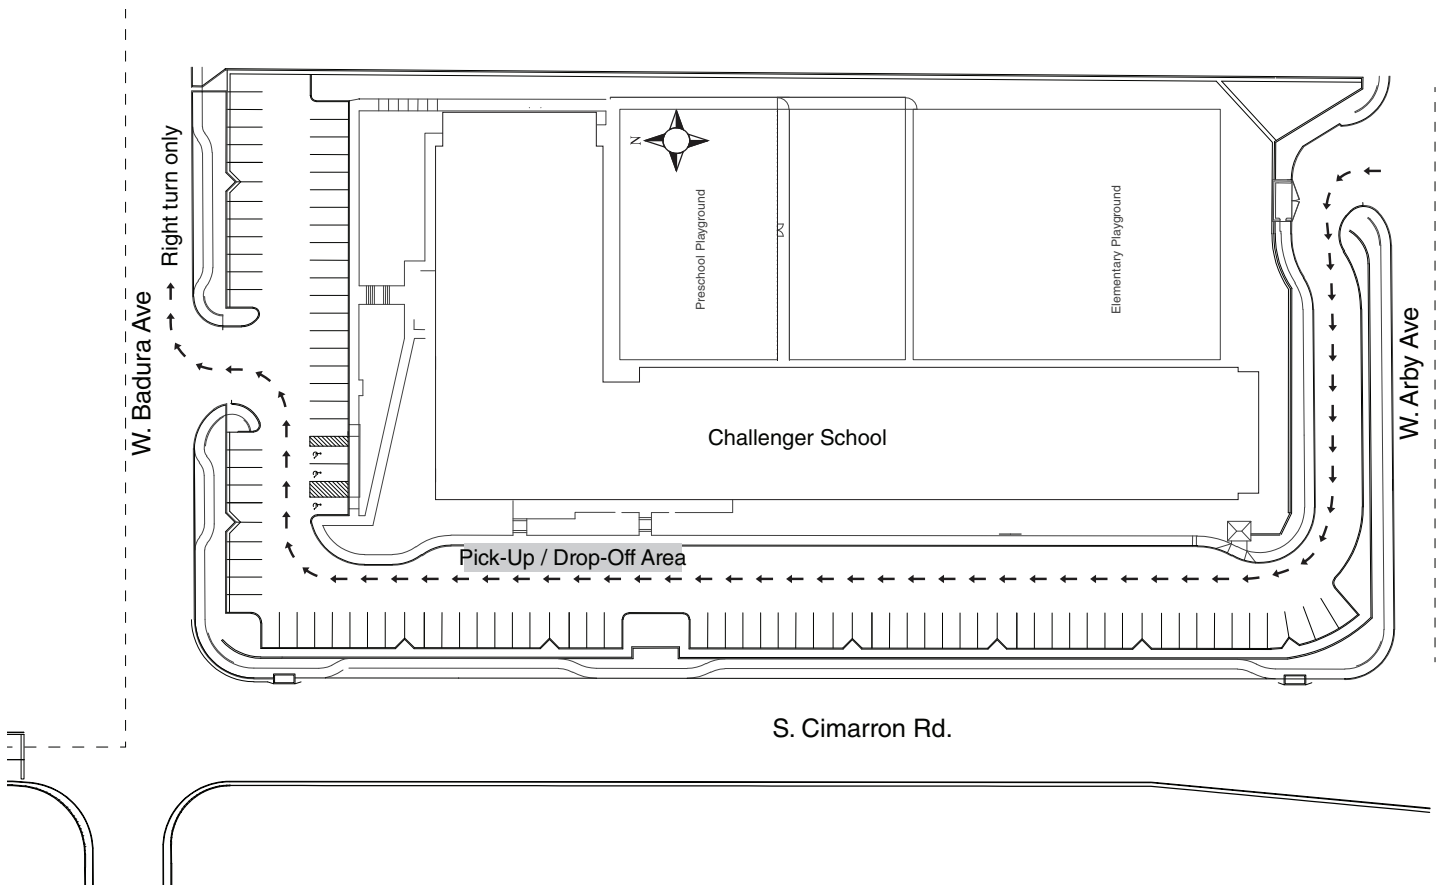 Right turn only
N
Preschool Playground
Elementary Playground
W. Badura Ave
W. Arby Ave
Challenger School
Pick-Up / Drop-Off Area
S. Cimarron Rd.